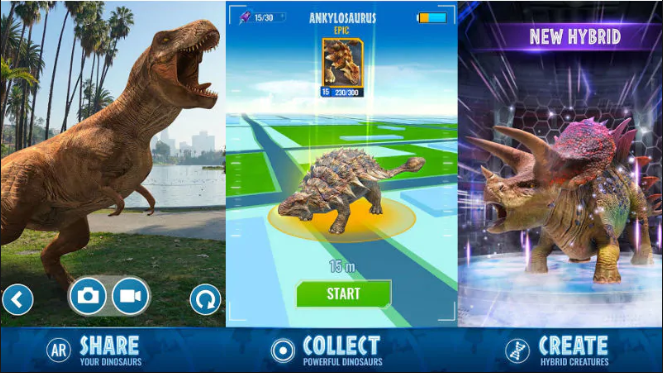 15/30
ANKYLOSAURUS
EPIC
15 230/300
NEW HYBRID
15 m
START
AR SHARE
YOUR DINOSAURS
COLLECT
POWERFUL DINOSAURS
CREATE
HYBRID CREATURES